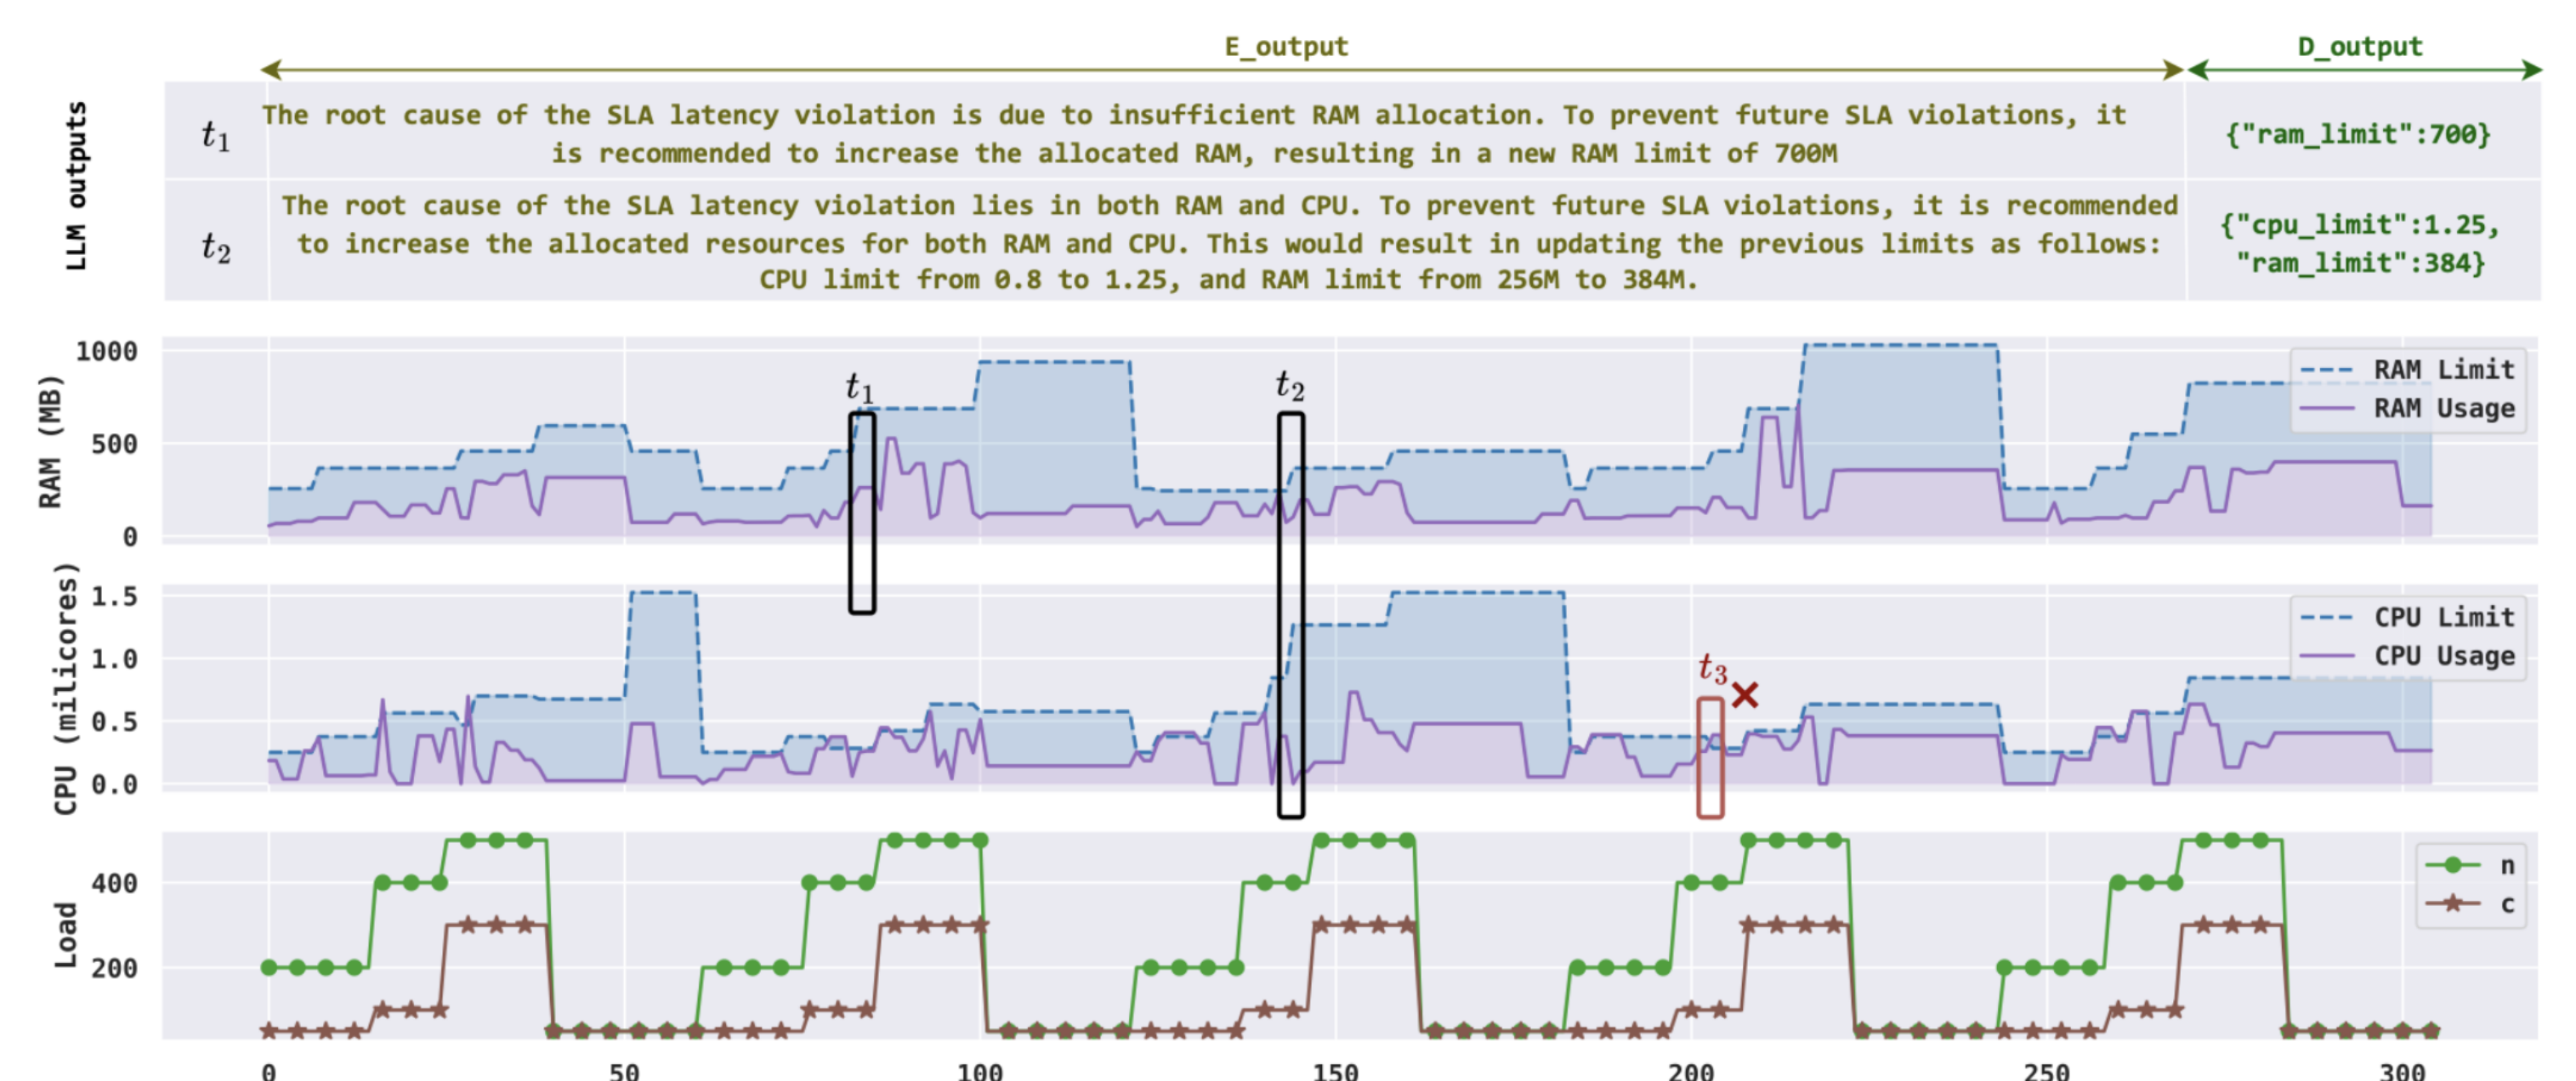 E_output
D_output
LLM outputs
t1
The root cause of the SLA latency violation is due to insufficient RAM allocation. To prevent future SLA violations, it
is recommended to increase the allocated RAM, resulting in a new RAM limit of 700M
{"ram_limit":700}
t2
The root cause of the SLA latency violation lies in both RAM and CPU. To prevent future SLA violations, it is recommended
to increase the allocated resources for both RAM and CPU. This would result in updating the previous limits as follows:
CPU limit from 0.8 to 1.25, and RAM limit from 256M to 384M.
{"cpu_limit":1.25,
"ram_limit":384}
RAM (MB)
1000
500
0
t1
t2
RAM Limit
RAM Usage
CPU (milicores)
1.5
1.0
0.5
0.0
t3
CPU Limit
CPU Usage
Load
400
200
n
c
0
50
100
150
200
250
300